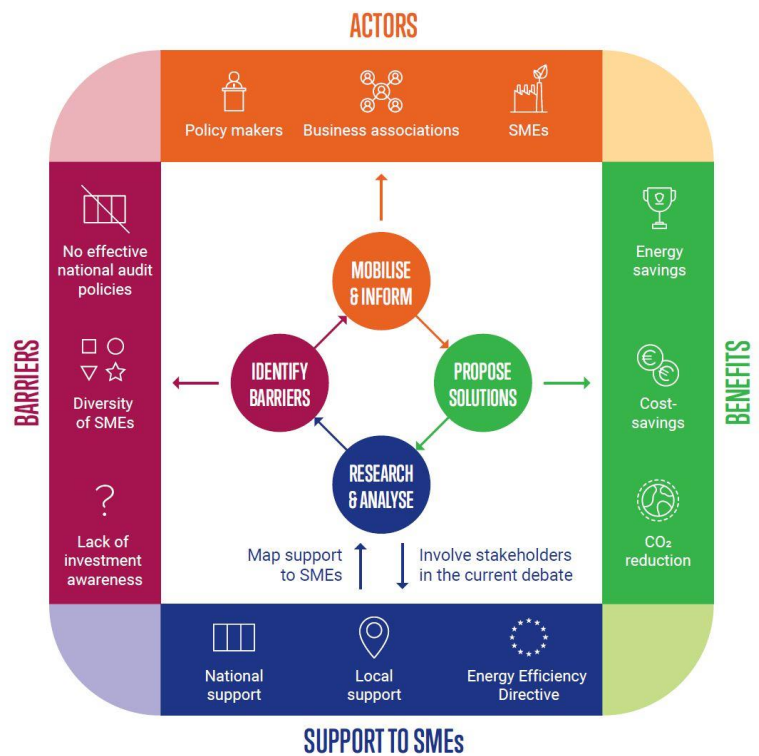 ACTORS
Policy makers
Business associations
SMEs
BARRIERS
No effective
national audit
policies
Diversity
of SMEs
?
Lack of
investment
awareness
MOBILISE
& INFORM
IDENTIFY
BARRIERS
PROPOSE
SOLUTIONS
RESEARCH
& ANALYSE
Map support
to SMEs
Involve stakeholders
in the current debate
Energy
savings
€ €
Cost-
savings
CO₂
reduction
BENEFITS
National
support
Local
support
Energy Efficiency
Directive
SUPPORT TO SMEs